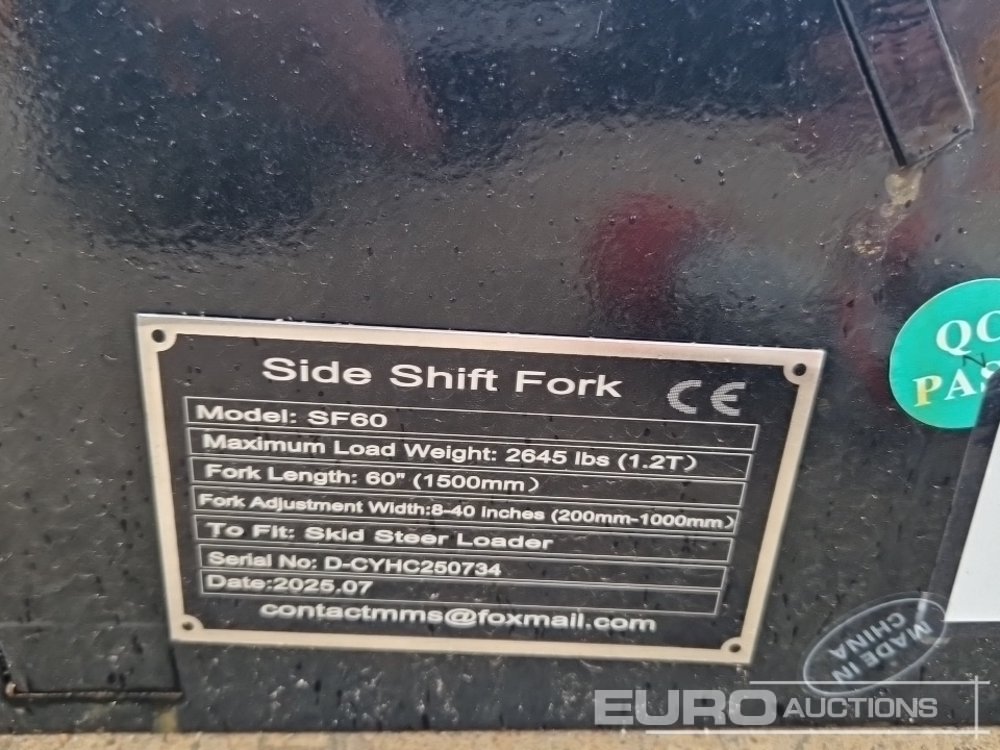 Side Shift Fork
CE
Model: SF60
Maximum Load Weight: 2645 lbs (1.2T)
Fork Length: 60" (1500mm)
Fork Adjustment Width:8-40 inches (200mm-1000mm)
To Fit: Skid Steer Loader
Serial No: D-CYHC250734
Date:2025.07
contactmms@foxmail.com
QC
PAS
MADE IN
CHINA
EURO AUCTIONS